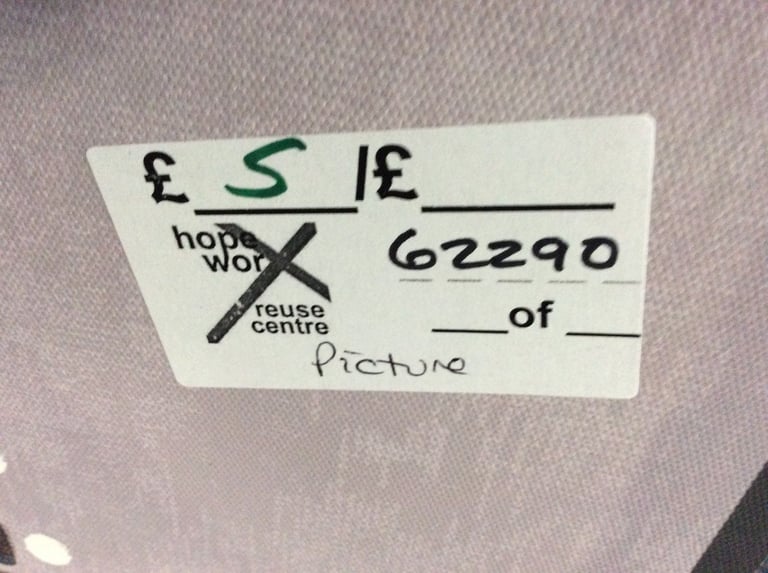 £ 5 /£
hope
worX
reuse
centre
62290
of
Picture